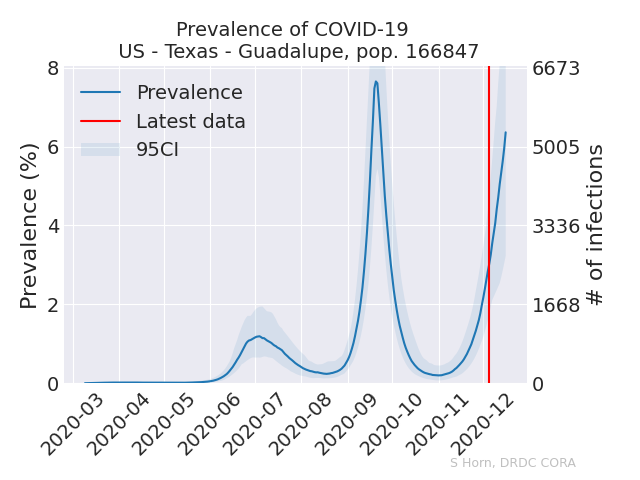 Prevalence of COVID-19
US - Texas - Guadalupe, pop. 166847
Prevalence (%)
8
6
4
2
0
Prevalence
Latest data
95CI
6673
5005
3336
1668
0
# of infections
2020-03
2020-04
2020-05
2020-06
2020-07
2020-08
2020-09
2020-10
2020-11
2020-12
S Horn, DRDC CORA